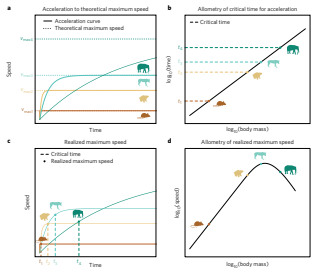 a
Acceleration to theoretical maximum speed
Acceleration curve
Theoretical maximum speed
Speed
Time
b
Allometry of critical time for acceleration
Critical time
log₁₀(time)
log₁₀(body mass)
c
Realized maximum speed
Critical time
Realized maximum speed
Speed
Time
d
Allometry of realized maximum speed
log₁₀(speed)
log₁₀(body mass)